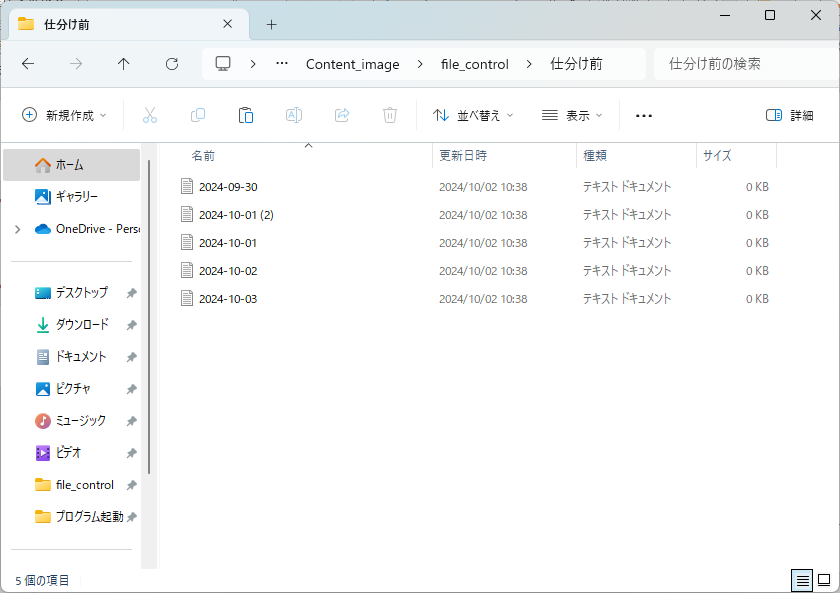 仕分け前
Content_image
file_control
仕分け前
仕分け前の検索
新規作成
並べ替え
表示
詳細
ホーム
ギャラリー
OneDrive - Pers
デスクトップ
ダウンロード
ドキュメント
ピクチャ
ミュージック
ビデオ
file_control
プログラム起動
名前 更新日時 種類 サイズ
2024-09-30 2024/10/02 10:38 テキスト ドキュメント 0 KB
2024-10-01 (2) 2024/10/02 10:38 テキスト ドキュメント 0 KB
2024-10-01 2024/10/02 10:38 テキスト ドキュメント 0 KB
2024-10-02 2024/10/02 10:38 テキスト ドキュメント 0 KB
2024-10-03 2024/10/02 10:38 テキスト ドキュメント 0 KB
5 個の項目